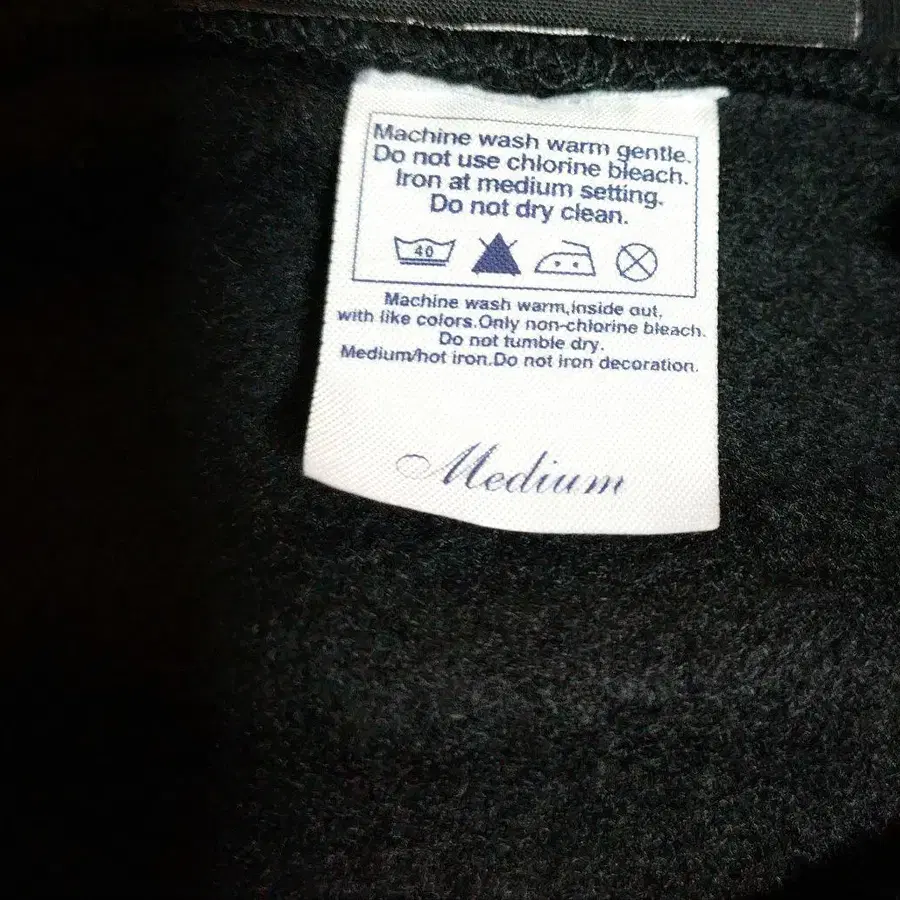 Machine wash warm gentle.
Do not use chlorine bleach.
Iron at medium setting.
Do not dry clean.
40
Machine wash warm,inside out,
with like colors.Only non-chlorine bleach.
Do not tumble dry.
Medium/hot iron.Do not iron decoration.
Medium